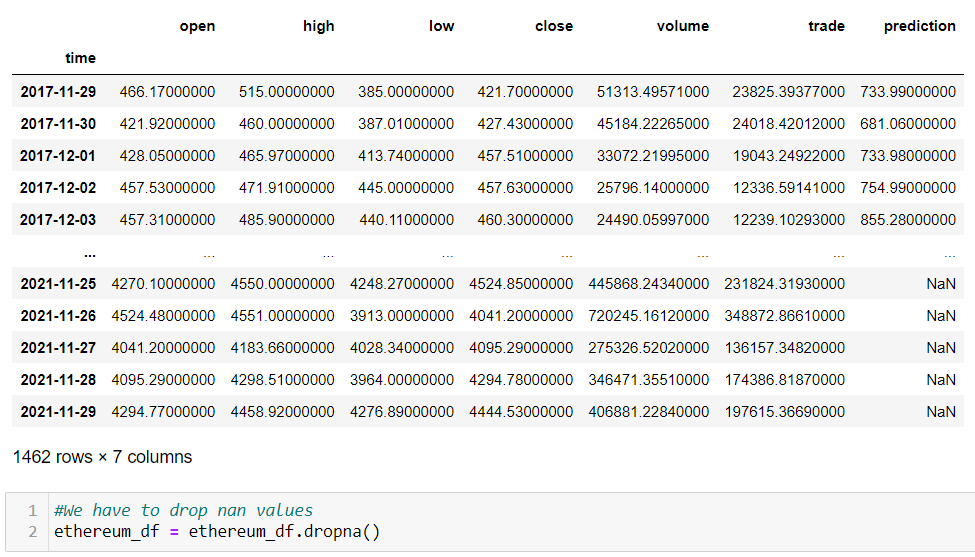 open high low close volume trade prediction
time
2017-11-29 466.17000000 515.00000000 385.00000000 421.70000000 51313.49571000 23825.39377000 733.99000000
2017-11-30 421.92000000 460.00000000 387.01000000 427.43000000 45184.22265000 24018.42012000 681.06000000
2017-12-01 428.05000000 465.97000000 413.74000000 457.51000000 33072.21995000 19043.24922000 733.98000000
2017-12-02 457.53000000 471.91000000 445.00000000 457.63000000 25796.14000000 12336.59141000 754.99000000
2017-12-03 457.31000000 485.90000000 440.11000000 460.30000000 24490.05997000 12239.10293000 855.28000000
... ... ... ... ... ... ... ...
2021-11-25 4270.10000000 4550.00000000 4248.27000000 4524.85000000 445868.24340000 231824.31930000 NaN
2021-11-26 4524.48000000 4551.00000000 3913.00000000 4041.20000000 720245.16120000 348872.86610000 NaN
2021-11-27 4041.20000000 4183.66000000 4028.34000000 4095.29000000 275326.52020000 136157.34820000 NaN
2021-11-28 4095.29000000 4298.51000000 3964.00000000 4294.78000000 346471.35510000 174386.81870000 NaN
2021-11-29 4294.77000000 4458.92000000 4276.89000000 4444.53000000 406881.22840000 197615.36690000 NaN
1462 rows × 7 columns
1 #We have to drop nan values
2 ethereum_df = ethereum_df.dropna()